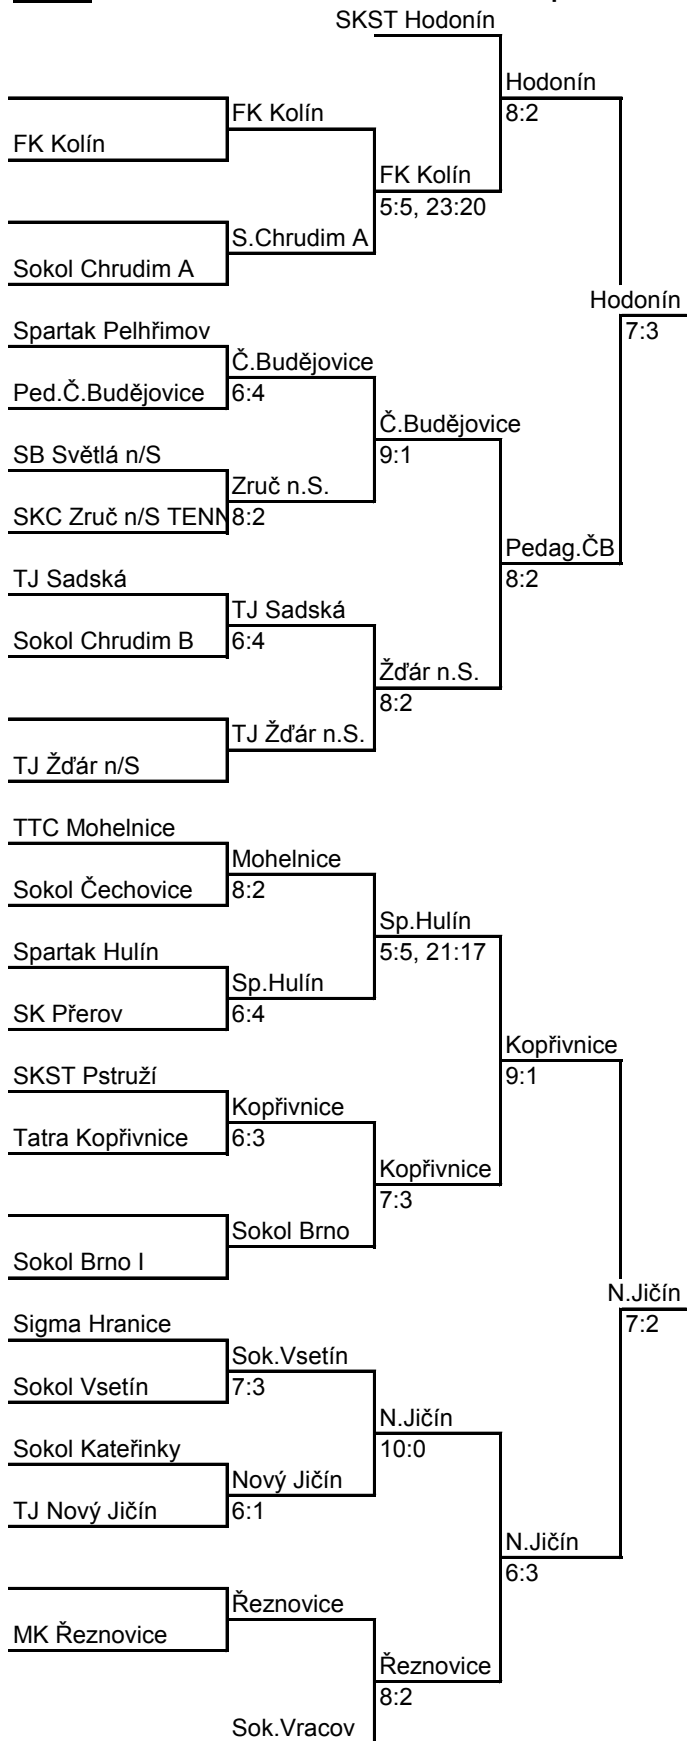 SKST Hodonín
Hodonín
8:2
FK Kolín
FK Kolín
FK Kolín
5:5, 23:20
S.Chrudim A
Sokol Chrudim A
Hodonín
7:3
Spartak Pelhřimov
Č.Budějovice
Ped.Č.Budějovice
6:4
Č.Budějovice
9:1
SB Světlá n/S
Zruč n.S.
SKC Zruč n/S TENN
8:2
Pedag.ČB
8:2
TJ Sadská
TJ Sadská
Sokol Chrudim B
6:4
Žďár n.S.
8:2
TJ Žďár n.S.
TJ Žďár n/S
TTC Mohelnice
Mohelnice
Sokol Čechovice
8:2
Sp.Hulín
5:5, 21:17
Spartak Hulín
Sp.Hulín
SK Přerov
6:4
Kopřivnice
9:1
SKST Pstruží
Kopřivnice
Tatra Kopřivnice
6:3
Kopřivnice
7:3
Sokol Brno
Sokol Brno I
N.Jičín
7:2
Sigma Hranice
Sok.Vsetín
Sokol Vsetín
7:3
N.Jičín
10:0
Sokol Kateřinky
Nový Jičín
TJ Nový Jičín
6:1
N.Jičín
6:3
Řeznovice
MK Řeznovice
Řeznovice
8:2
Sok.Vracov